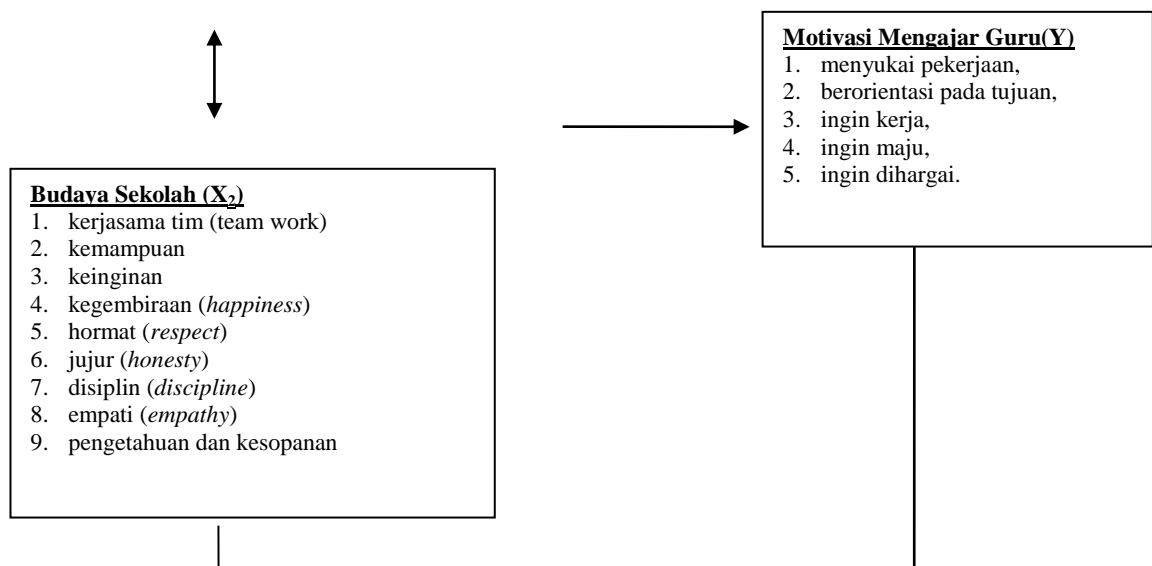 Motivasi Mengajar Guru(Y)
1. menyukai pekerjaan,
2. berorientasi pada tujuan,
3. ingin kerja,
4. ingin maju,
5. ingin dihargai.
Budaya Sekolah (X₂)
1. kerjasama tim (team work)
2. kemampuan
3. keinginan
4. kegembiraan (happiness)
5. hormat (respect)
6. jujur (honesty)
7. disiplin (discipline)
8. empati (empathy)
9. pengetahuan dan kesopanan